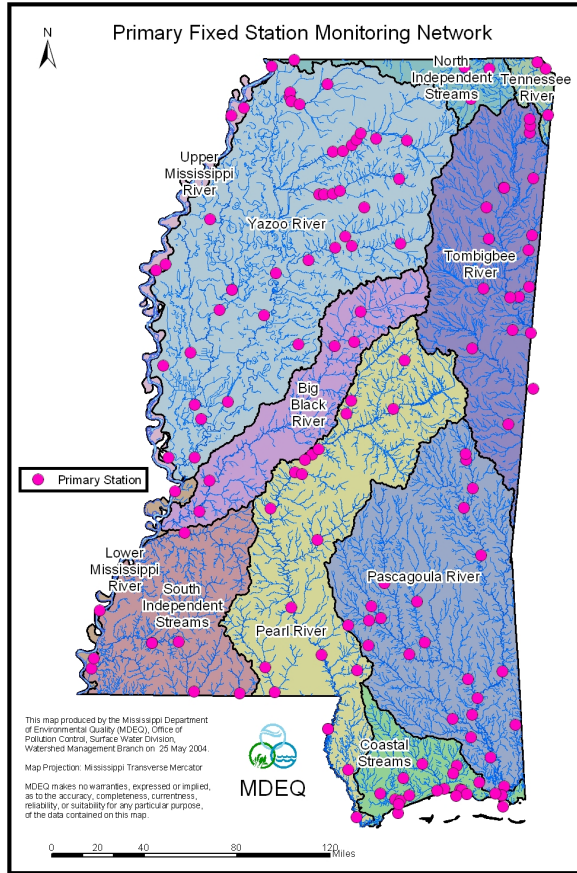 Primary Fixed Station Monitoring Network
N
North
Independent
Streams
Tennessee
River
Upper
Mississippi
River
Yazoo River
Tombigbee
River
Big
Black
River
Primary Station
Lower
Mississippi
River
South
Independent
Streams
Pascagoula River
Pearl River
Coastal
Streams
This map produced by the Mississippi Department
of Environmental Quality (MDEQ), Office of
Pollution Control, Surface Water Division,
Watershed Management Branch on 25 May 2004.
Map Projection: Mississippi Transverse Mercator
MDEQ makes no warranties, expressed or implied,
as to the accuracy, completeness, currentness,
reliability, or suitability for any particular purpose,
of the data contained on this map.
MDEQ
0 20 40 80 120
Miles